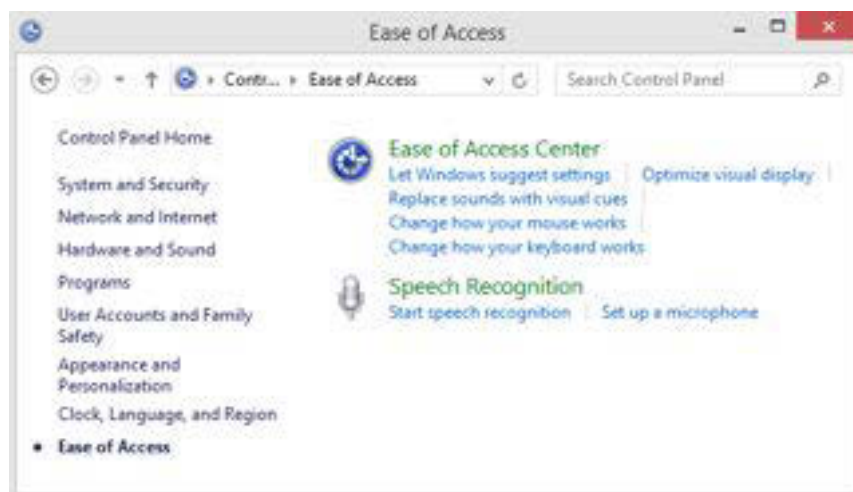 Ease of Access
Contr... Ease of Access
Search Control Panel
Control Panel Home
System and Security
Network and Internet
Hardware and Sound
Programs
User Accounts and Family
Safety
Appearance and
Personalization
Clock, Language, and Region
Ease of Access
Ease of Access Center
Let Windows suggest settings Optimize visual display
Replace sounds with visual cues
Change how your mouse works
Change how your keyboard works
Speech Recognition
Start speech recognition Set up a microphone